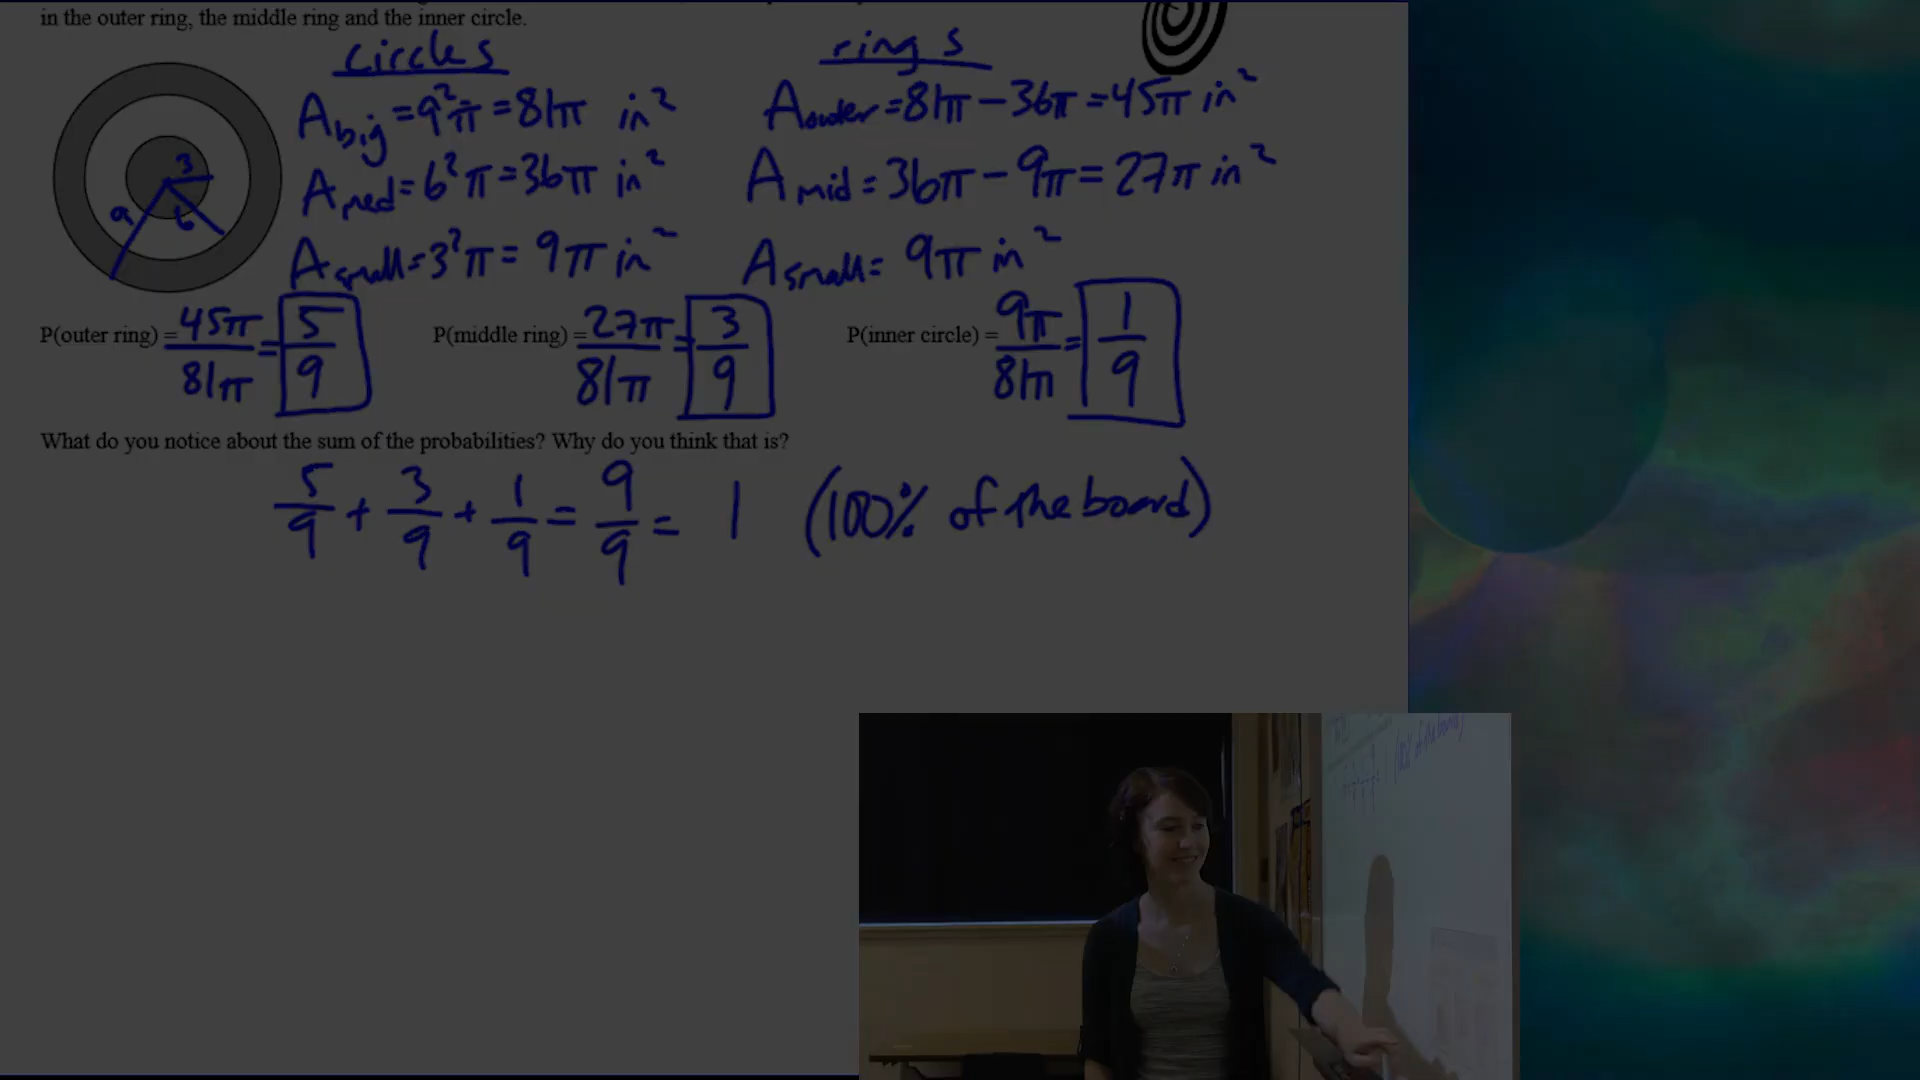 in the outer ring, the middle ring and the inner circle.
circles
rings
A big = 9²π = 81π in²
A outer = 81π − 36π = 45π in²
A med = 6²π = 36π in²
A mid = 36π − 9π = 27π in²
A small = 3²π = 9π in²
A small = 9π in²
3
9
6
P(outer ring) = 45π/81π = 5/9
P(middle ring) = 27π/81π = 3/9
P(inner circle) = 9π/81π = 1/9
What do you notice about the sum of the probabilities? Why do you think that is?
5/9 + 3/9 + 1/9 = 9/9 = 1 (100% of the board)